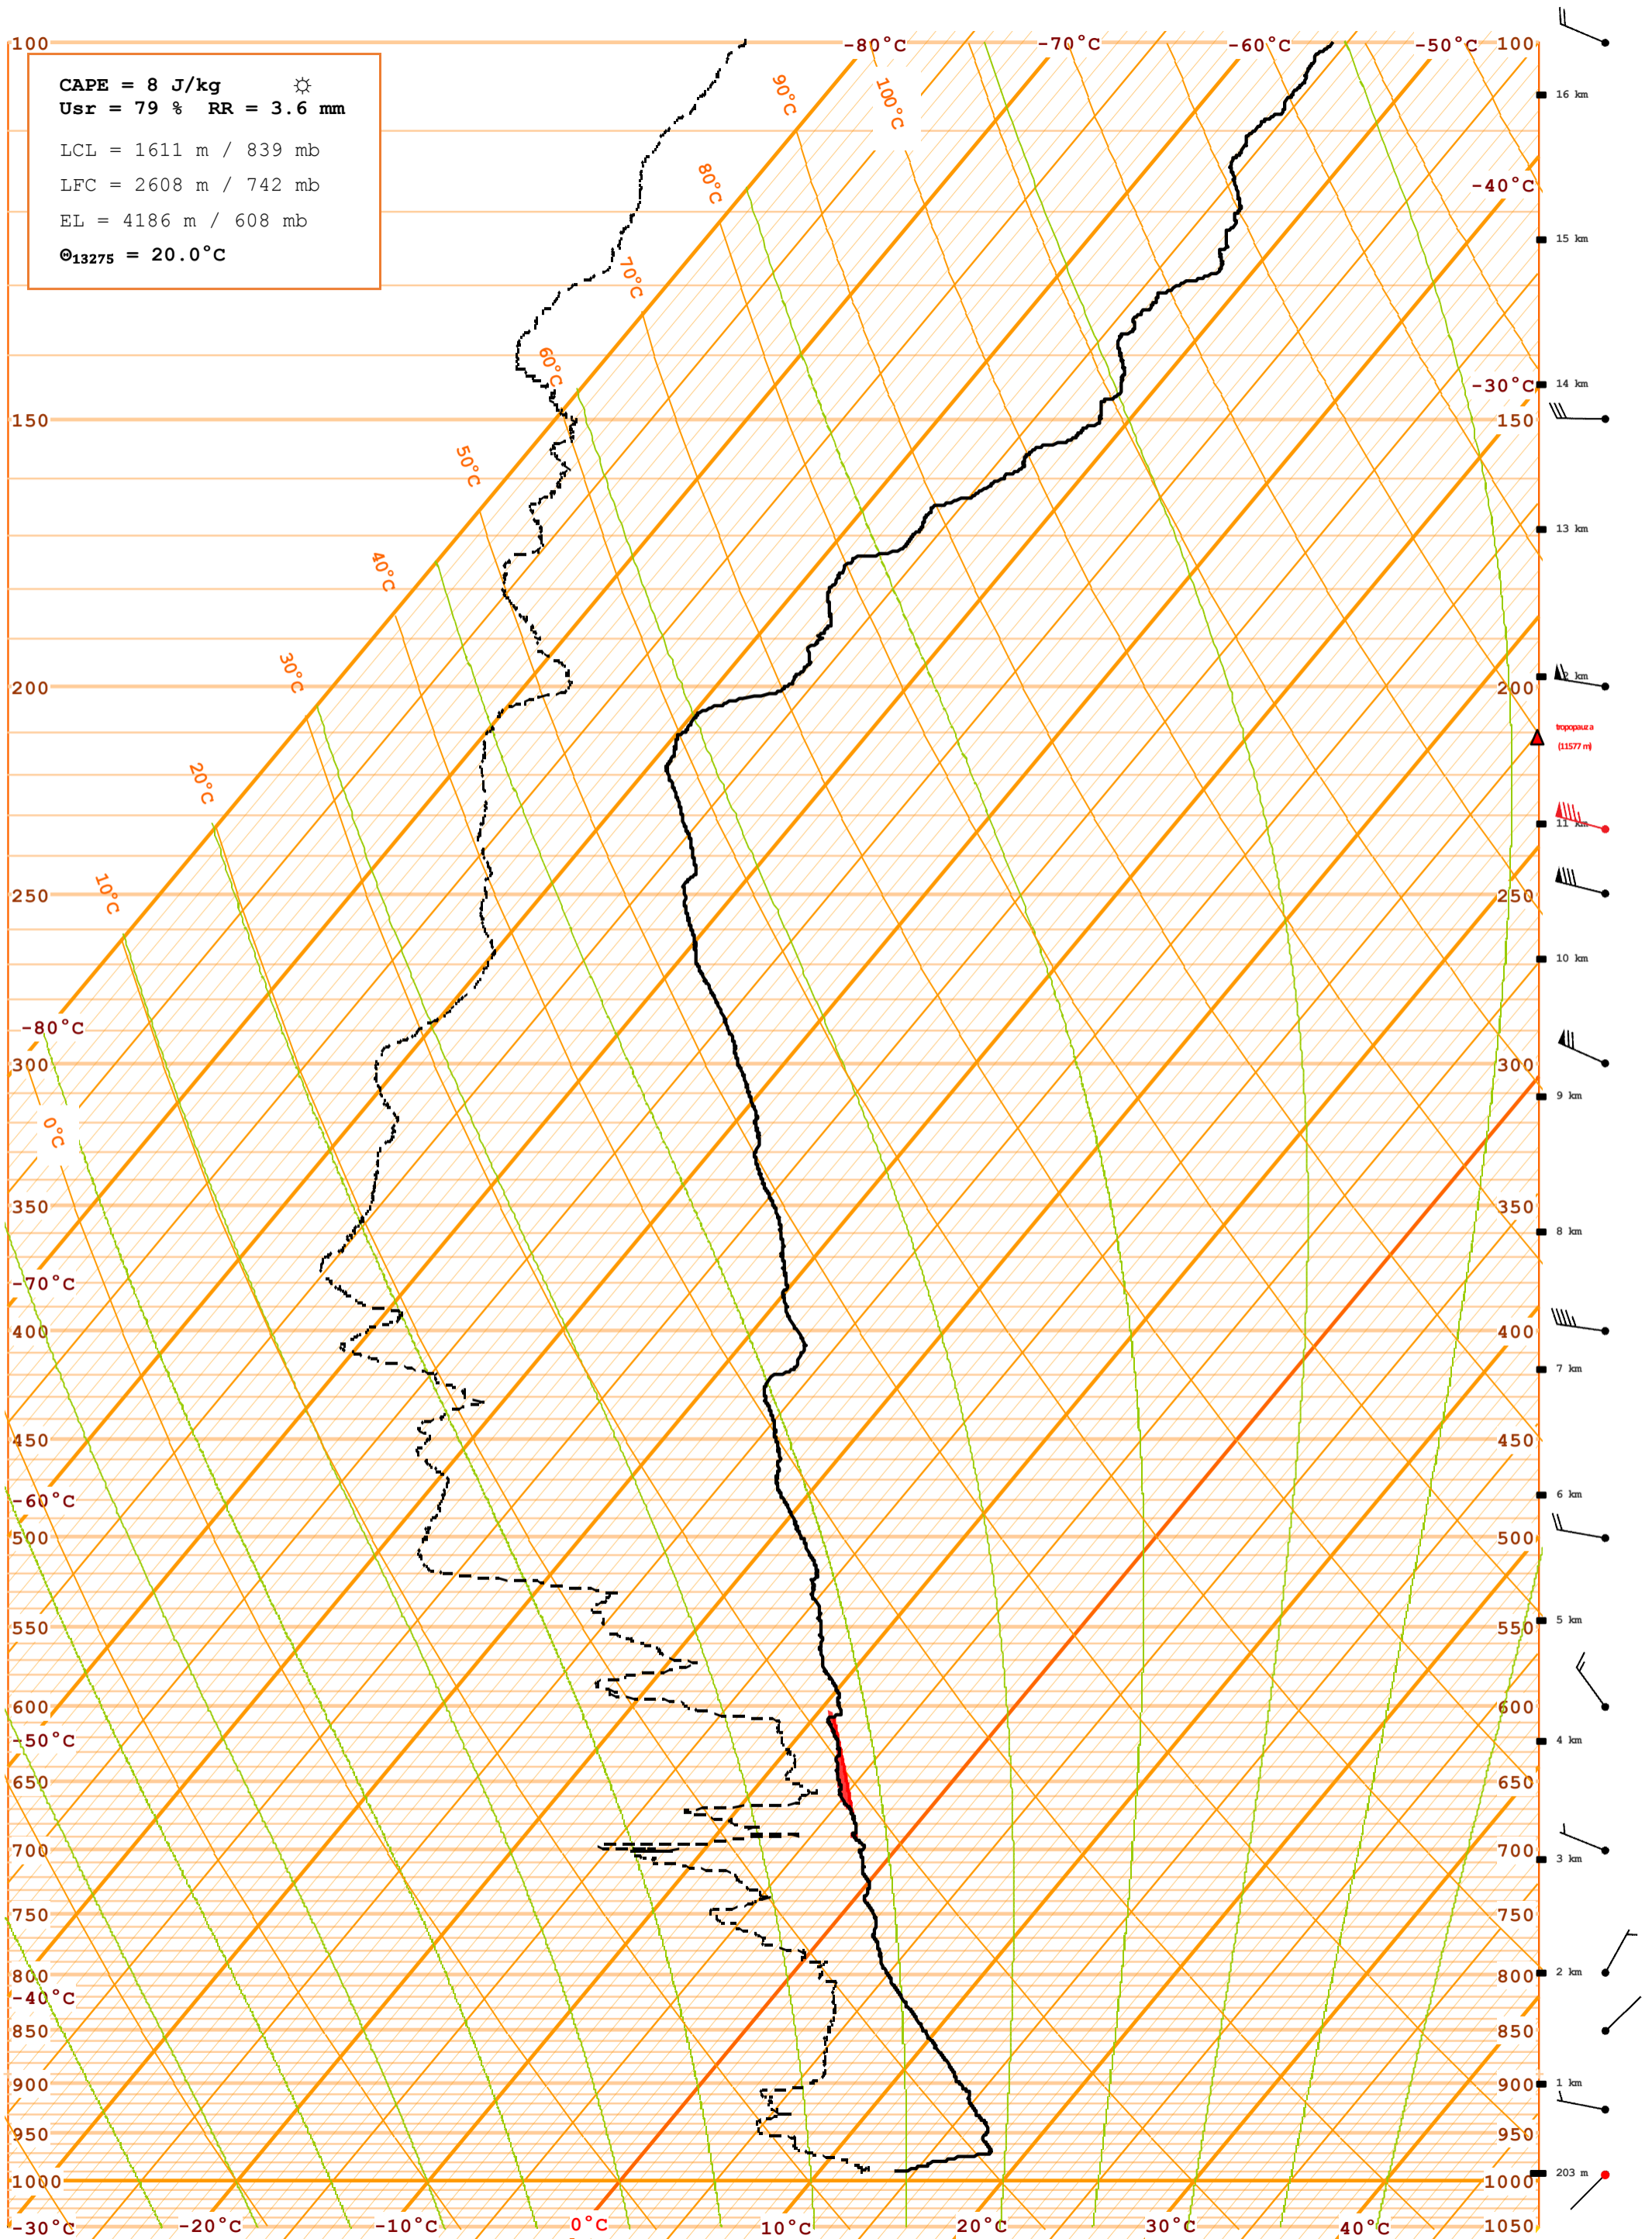 100 -80°C -70°C -60°C -50°C 100
CAPE = 8 J/kg ☼
Usr = 79 % RR = 3.6 mm
LCL = 1611 m / 839 mb
LFC = 2608 m / 742 mb
EL = 4186 m / 608 mb
Θ13275 = 20.0°C
90°C 100°C
16 km
80°C
-40°C
70°C
15 km
60°C
-30°C
14 km
150 150
50°C
13 km
40°C
30°C
200 200
2 km
tropopauza
(11577 m)
20°C
11 km
10°C
250 250
10 km
-80°C
300 300
9 km
0°C
350 350
8 km
-70°C
400 400
7 km
450 450
6 km
-60°C
500 500
5 km
550 550
600 600
-50°C
4 km
650 650
700 700
3 km
750 750
800 800
2 km
-40°C
850 850
900 900
1 km
950 950
1000 1000
203 m
-30°C -20°C -10°C 0°C 10°C 20°C 30°C 40°C 1050